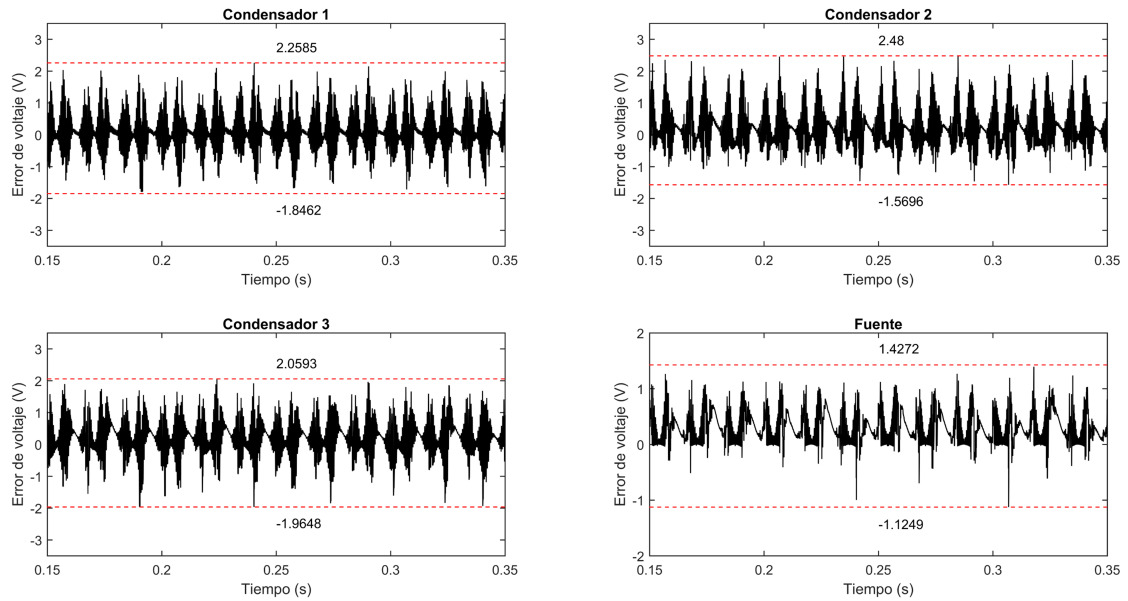 Condensador 1
3
2
1
0
-1
-2
-3
Error de voltaje (V)
2.2585
-1.8462
0.15 0.2 0.25 0.3 0.35
Tiempo (s)
Condensador 2
3
2
1
0
-1
-2
-3
Error de voltaje (V)
2.48
-1.5696
0.15 0.2 0.25 0.3 0.35
Tiempo (s)
Condensador 3
3
2
1
0
-1
-2
-3
Error de voltaje (V)
2.0593
-1.9648
0.15 0.2 0.25 0.3 0.35
Tiempo (s)
Fuente
2
1
0
-1
-2
Error de voltaje (V)
1.4272
-1.1249
0.15 0.2 0.25 0.3 0.35
Tiempo (s)